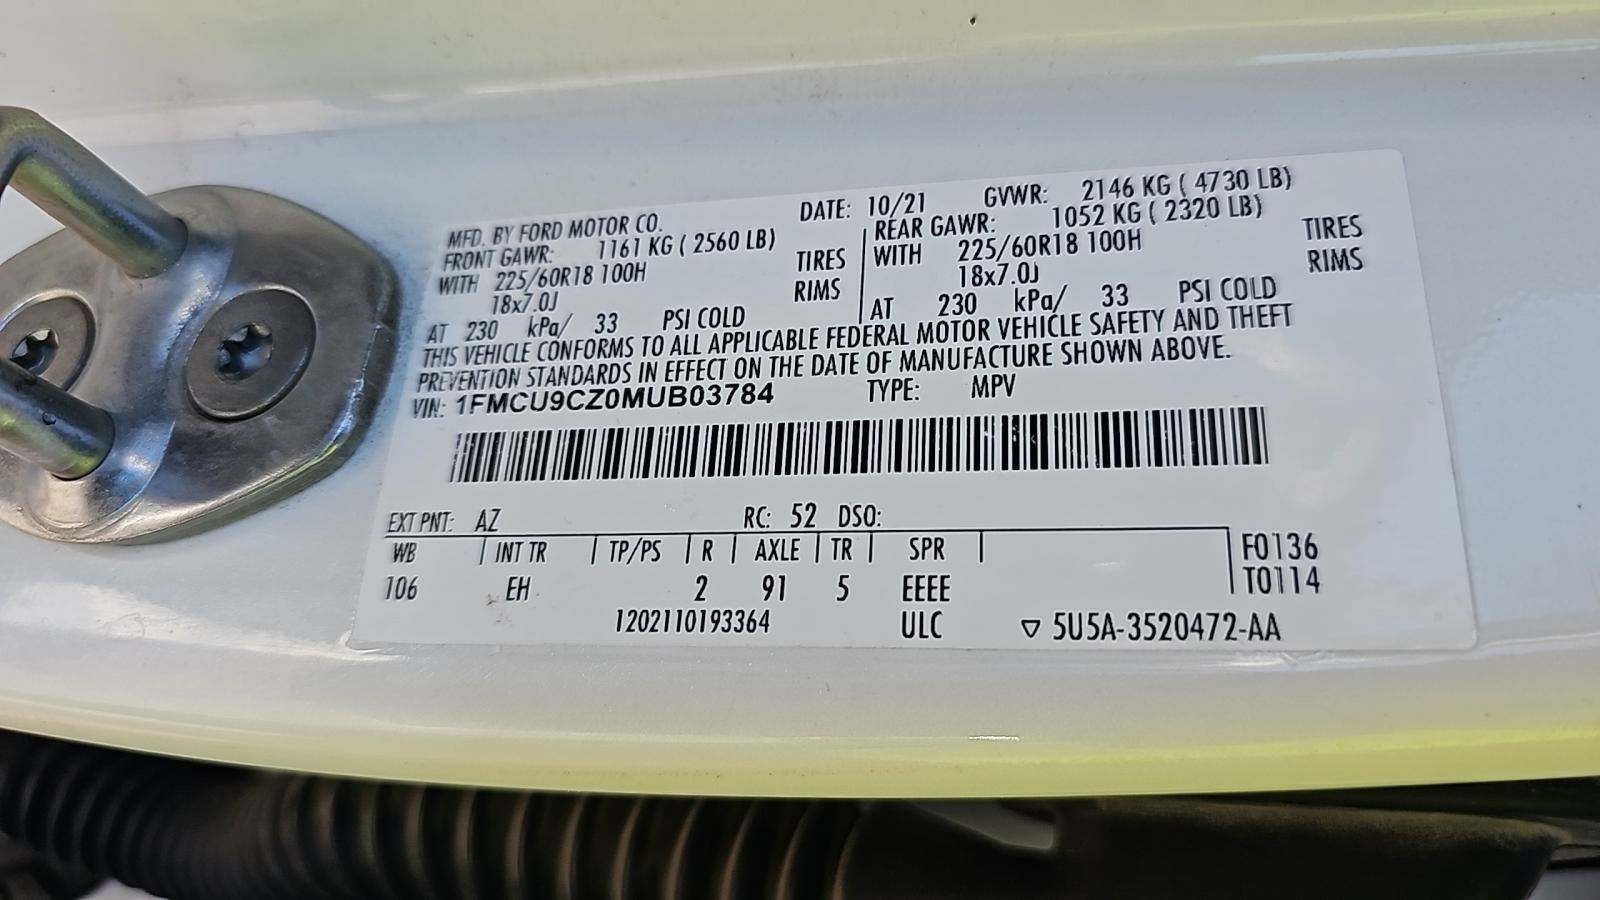 MFD. BY FORD MOTOR CO. DATE: 10/21 GVWR: 2146 KG ( 4730 LB)
FRONT GAWR: 1161 KG ( 2560 LB) REAR GAWR: 1052 KG ( 2320 LB)
WITH 225/60R18 100H TIRES WITH 225/60R18 100H TIRES
18x7.0J RIMS 18x7.0J RIMS
AT 230 kPa/ 33 PSI COLD AT 230 kPa/ 33 PSI COLD
THIS VEHICLE CONFORMS TO ALL APPLICABLE FEDERAL MOTOR VEHICLE SAFETY AND THEFT
PREVENTION STANDARDS IN EFFECT ON THE DATE OF MANUFACTURE SHOWN ABOVE.
VIN: 1FMCU9CZ0MUB03784 TYPE: MPV
EXT PNT: AZ RC: 52 DSO:
WB INT TR TP/PS R AXLE TR SPR F0136
106 EH 2 91 5 EEEE T0114
1202110193364 ULC ▽ 5U5A-3520472-AA